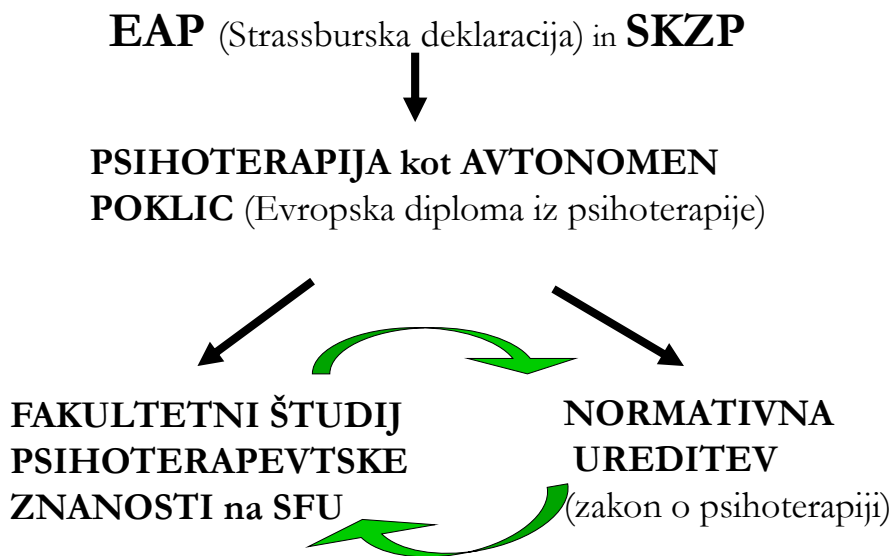 EAP (Strassburska deklaracija) in SKZP
PSIHOTERAPIJA kot AVTONOMEN
POKLIC (Evropska diploma iz psihoterapije)
FAKULTETNI ŠTUDIJ
PSIHOTERAPEVTSKE
ZNANOSTI na SFU
NORMATIVNA
UREDITEV
(zakon o psihoterapiji)